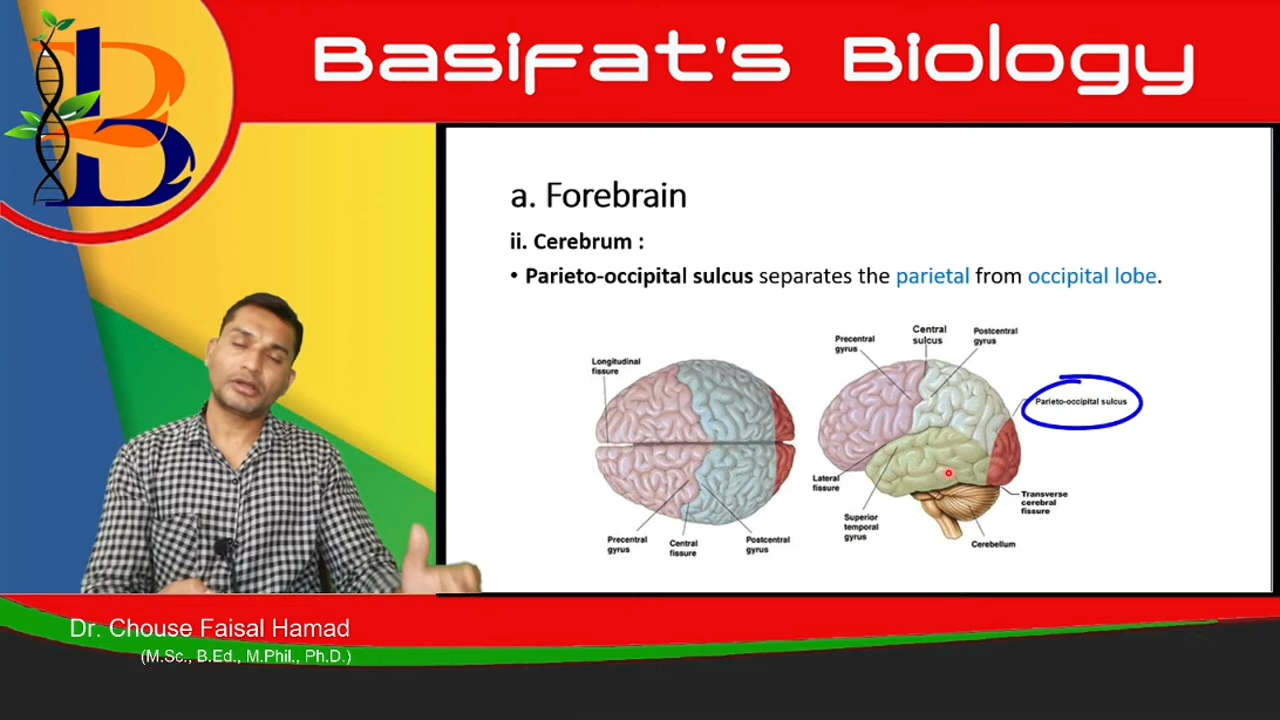 Basifat's Biology
a. Forebrain
ii. Cerebrum :
• Parieto-occipital sulcus separates the parietal from occipital lobe.
Longitudinal
fissure
Precentral
gyrus
Central
fissure
Postcentral
gyrus
Precentral
gyrus
Central
sulcus
Postcentral
gyrus
Parieto-occipital sulcus
Lateral
fissure
Superior
temporal
gyrus
Transverse
cerebral
fissure
Cerebellum
Dr. Chouse Faisal Hamad
(M.Sc., B.Ed., M.Phil., Ph.D.)